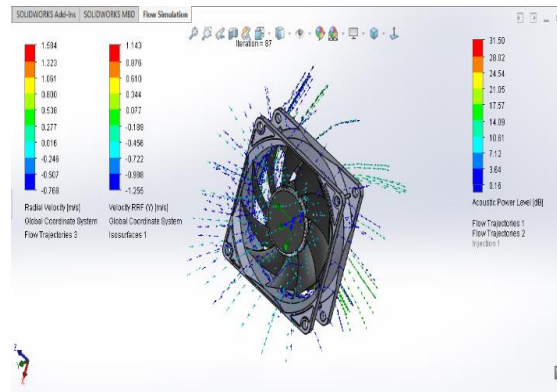 SOLIDWORKS Add-Ins
SOLIDWORKS MBD
Flow Simulation
Iteration = 87
1.584
1.323
1.061
0.800
0.538
0.277
0.016
-0.246
-0.507
-0.768
Radial Velocity [m/s]
Global Coordinate System
Flow Trajectories 3
1.143
0.876
0.610
0.344
0.077
-0.189
-0.456
-0.722
-0.988
-1.255
Velocity RRF (Y) [m/s]
Global Coordinate System
Isosurfaces 1
31.50
28.02
24.54
21.05
17.57
14.09
10.61
7.12
3.64
0.16
Acoustic Power Level [dB]
Flow Trajectories 1
Flow Trajectories 2
Injection 1